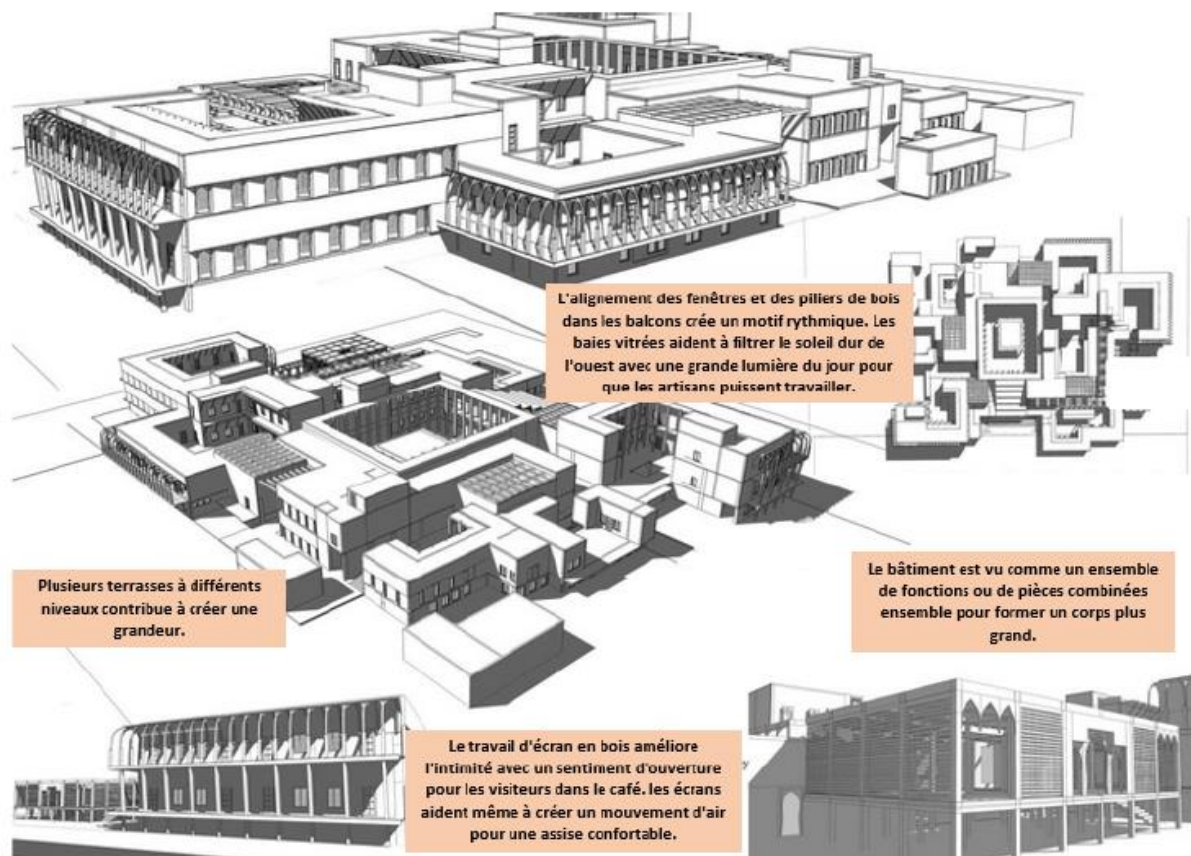 L'alignement des fenêtres et des piliers de bois
dans les balcons crée un motif rythmique. Les
baies vitrées aident à filtrer le soleil dur de
l'ouest avec une grande lumière du jour pour
que les artisans puissent travailler.
Plusieurs terrasses à différents
niveaux contribue à créer une
grandeur.
Le bâtiment est vu comme un ensemble
de fonctions ou de pièces combinées
ensemble pour former un corps plus
grand.
Le travail d'écran en bois améliore
l'intimité avec un sentiment d'ouverture
pour les visiteurs dans le café. les écrans
aident même à créer un mouvement d'air
pour une assise confortable.